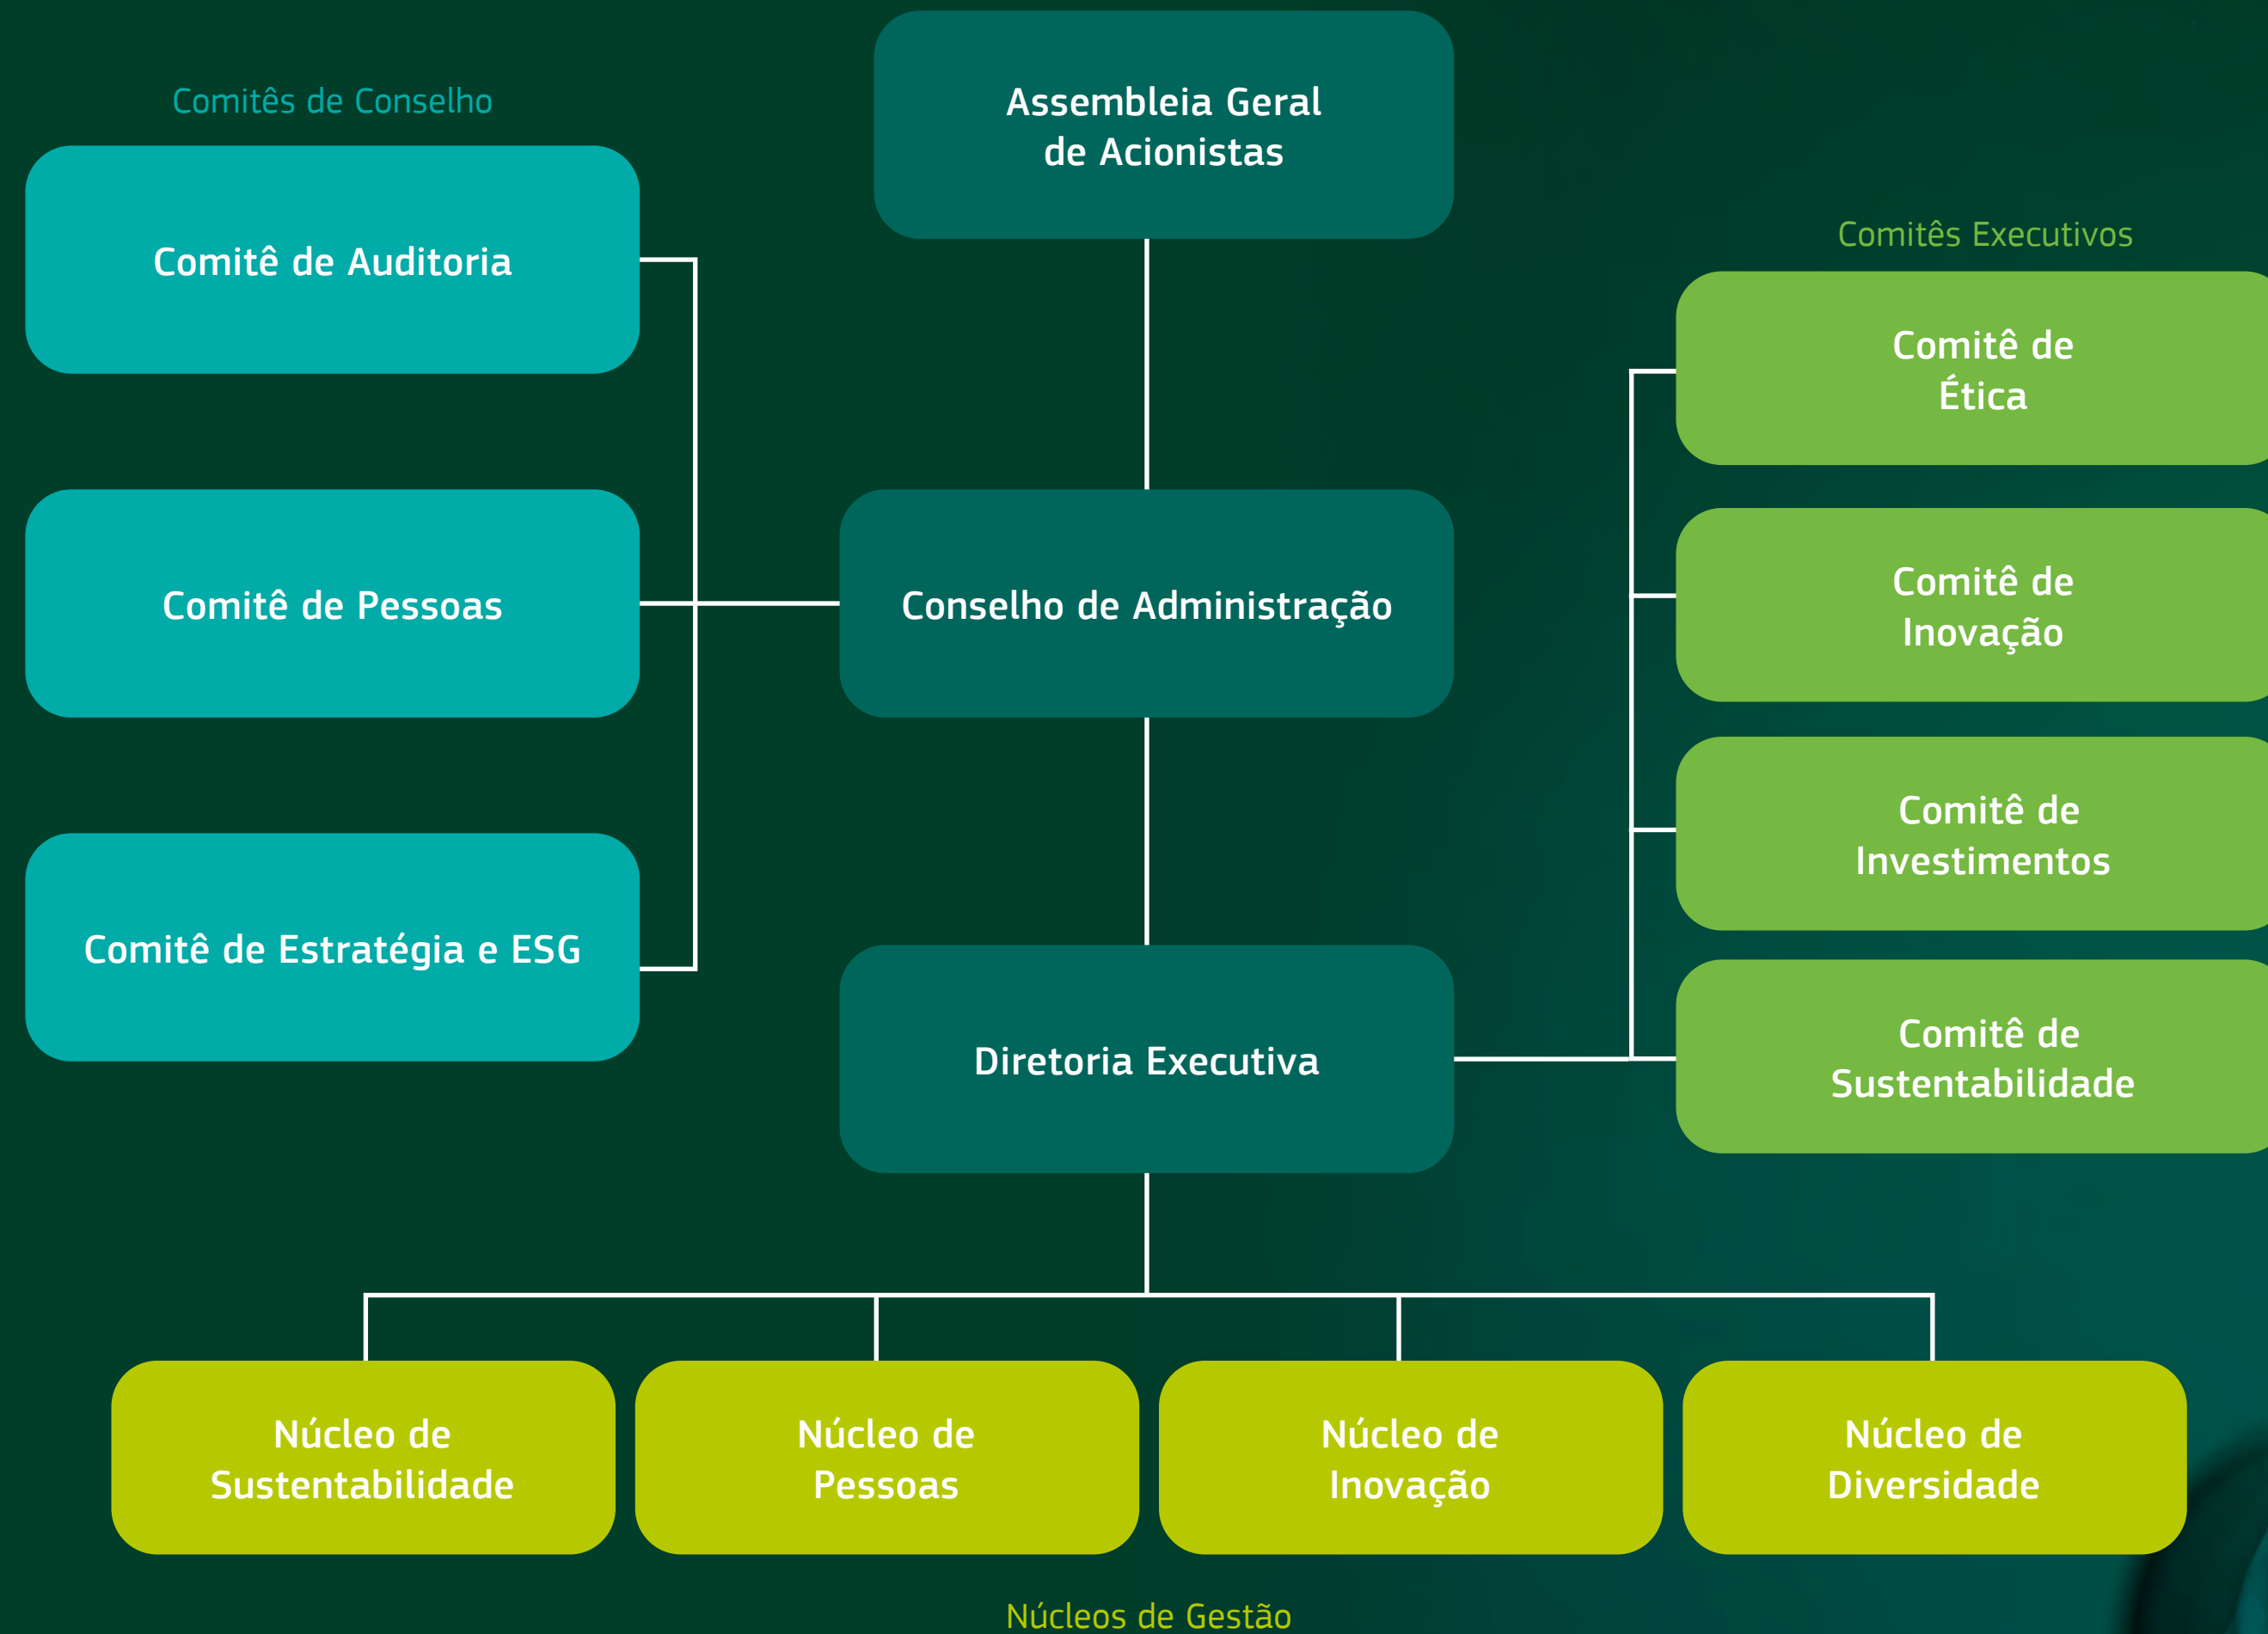 Assembleia Geral
de Acionistas
Comitês de Conselho
Comitê de Auditoria
Comitê de Pessoas
Comitê de Estratégia e ESG
Conselho de Administração
Diretoria Executiva
Comitês Executivos
Comitê de
Ética
Comitê de
Inovação
Comitê de
Investimentos
Comitê de
Sustentabilidade
Núcleo de
Sustentabilidade
Núcleo de
Pessoas
Núcleo de
Inovação
Núcleo de
Diversidade
Núcleos de Gestão